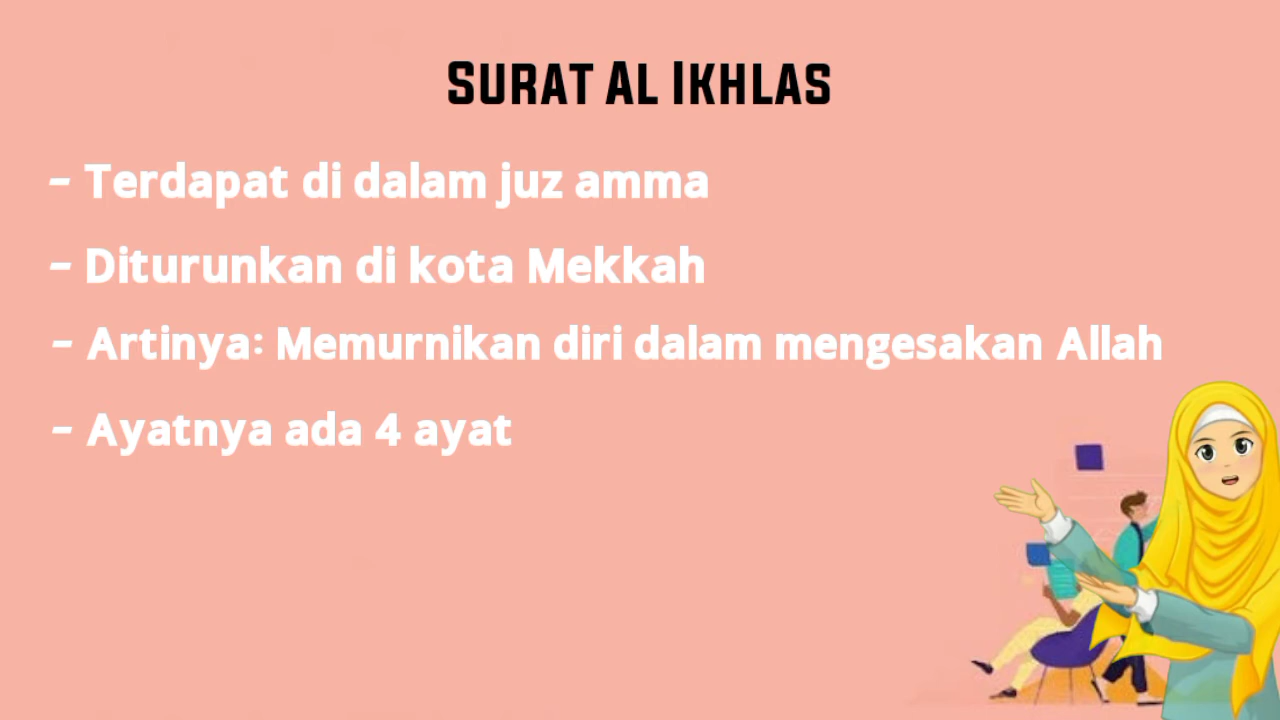 Surat Al Ikhlas
- Terdapat di dalam juz amma
- Diturunkan di kota Mekkah
- Artinya: Memurnikan diri dalam mengesakan Allah
- Ayatnya ada 4 ayat